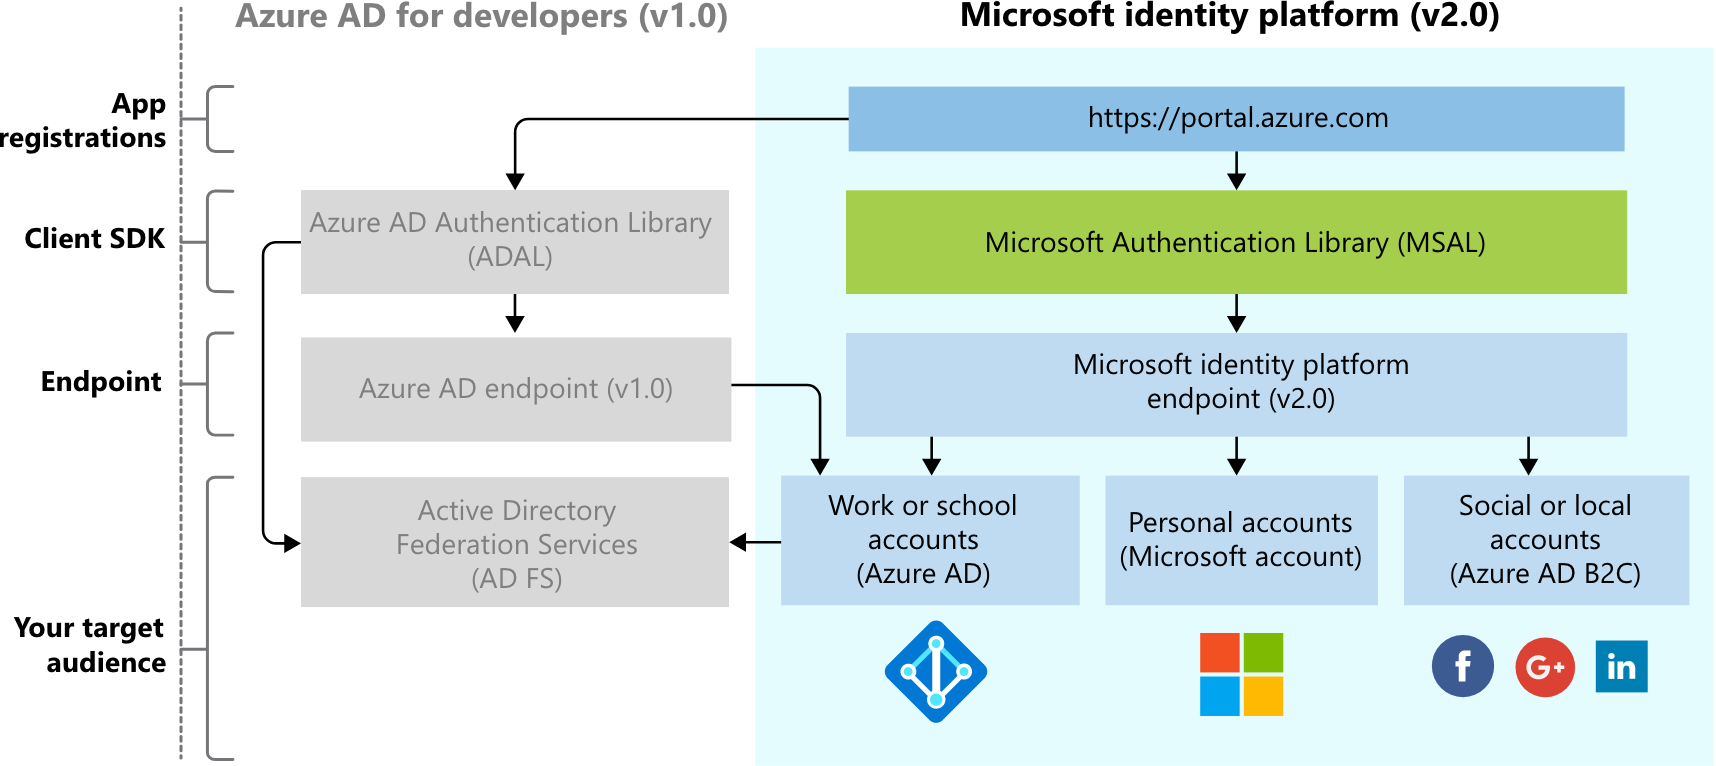 Azure AD for developers (v1.0)
Microsoft identity platform (v2.0)
App
registrations
https://portal.azure.com
Client SDK
Azure AD Authentication Library
(ADAL)
Microsoft Authentication Library (MSAL)
Endpoint
Azure AD endpoint (v1.0)
Microsoft identity platform
endpoint (v2.0)
Your target
audience
Active Directory
Federation Services
(AD FS)
Work or school
accounts
(Azure AD)
Personal accounts
(Microsoft account)
Social or local
accounts
(Azure AD B2C)
f
G+
in